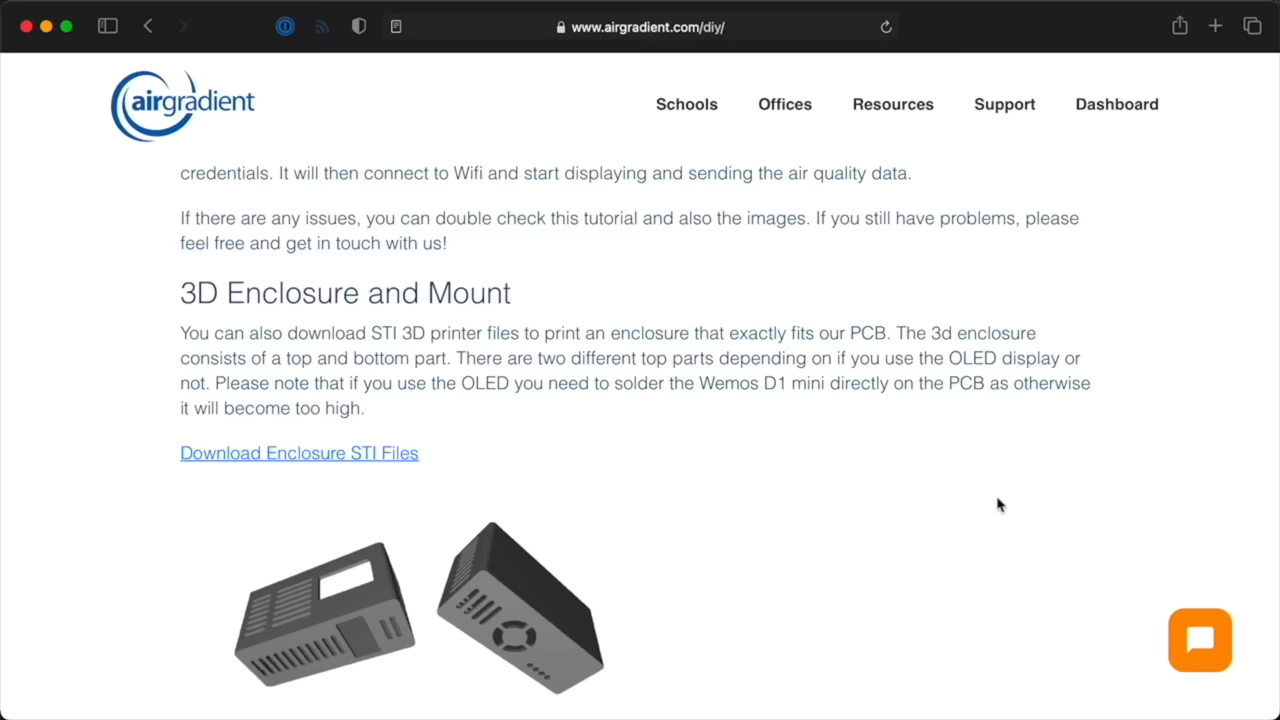 www.airgradient.com/diy/
airgradient
Schools
Offices
Resources
Support
Dashboard
credentials. It will then connect to Wifi and start displaying and sending the air quality data.
If there are any issues, you can double check this tutorial and also the images. If you still have problems, please
feel free and get in touch with us!
3D Enclosure and Mount
You can also download STI 3D printer files to print an enclosure that exactly fits our PCB. The 3d enclosure
consists of a top and bottom part. There are two different top parts depending on if you use the OLED display or
not. Please note that if you use the OLED you need to solder the Wemos D1 mini directly on the PCB as otherwise
it will become too high.
Download Enclosure STI Files